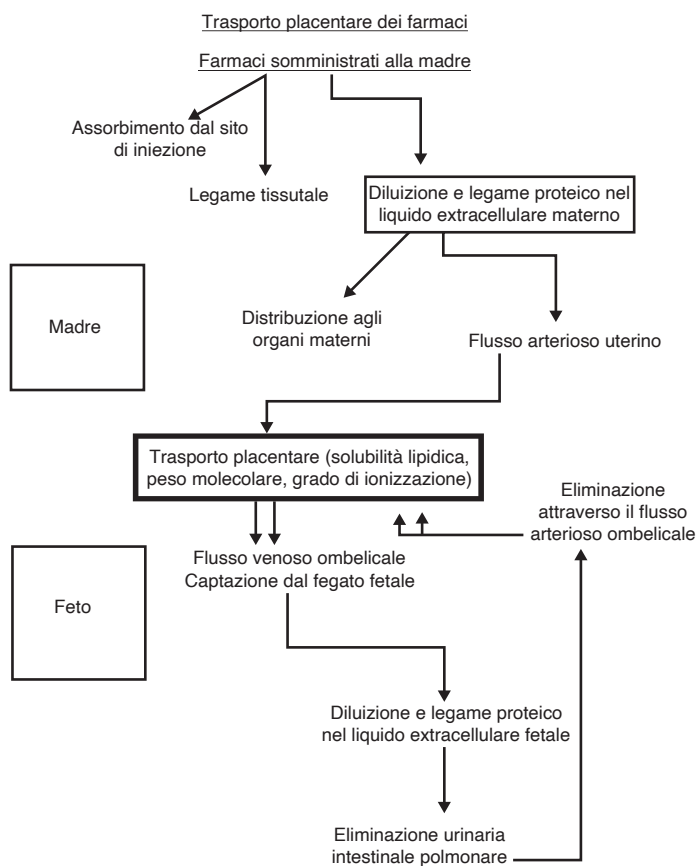 Trasporto placentare dei farmaci
Farmaci somministrati alla madre
Assorbimento dal sito
di iniezione
Legame tissutale
Diluizione e legame proteico nel
liquido extracellulare materno
Madre
Distribuzione agli
organi materni
Flusso arterioso uterino
Trasporto placentare (solubilità lipidica,
peso molecolare, grado di ionizzazione)
Eliminazione
attraverso il flusso
arterioso ombelicale
Flusso venoso ombelicale
Captazione dal fegato fetale
Feto
Diluizione e legame proteico
nel liquido extracellulare fetale
Eliminazione urinaria
intestinale polmonare